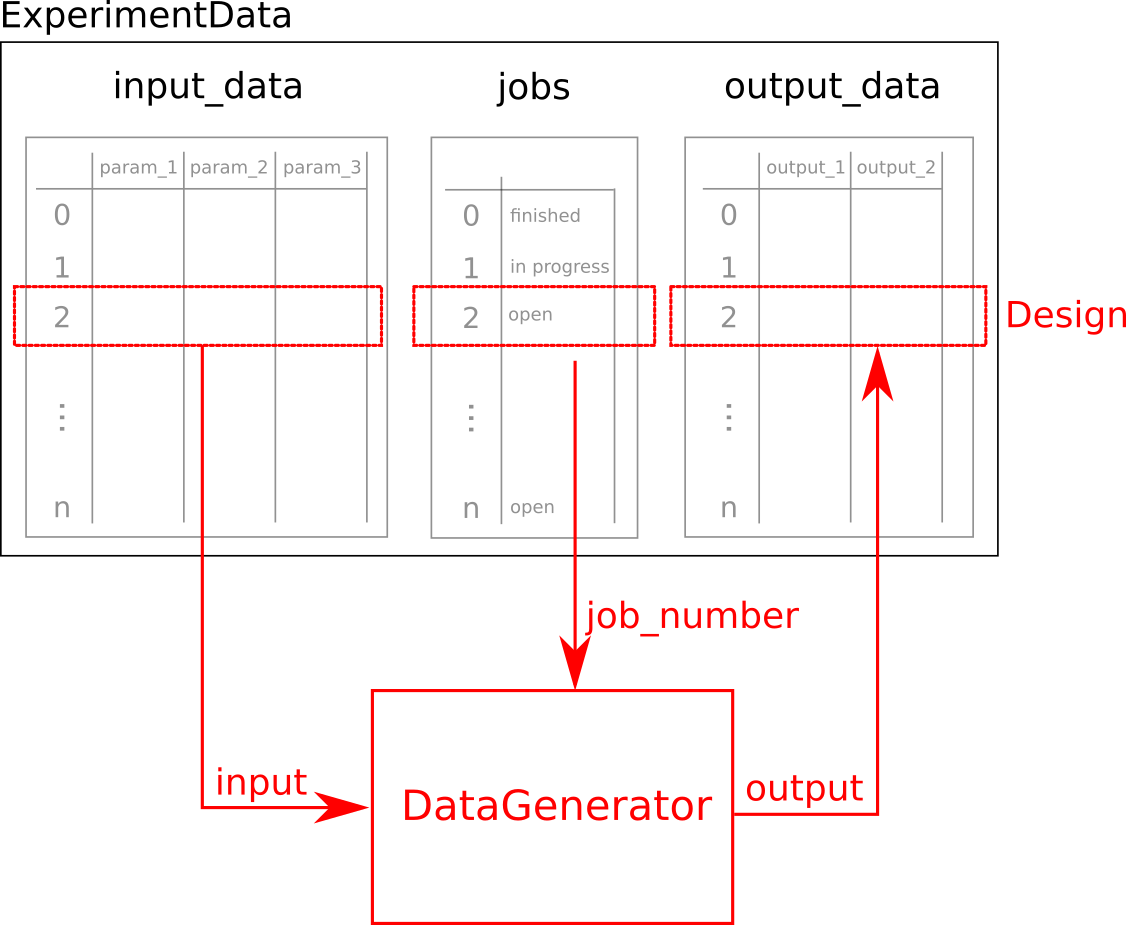 ExperimentData
input_data jobs output_data
param_1 param_2 param_3 output_1 output_2
0 0 finished 0
1 1 in progress 1
2 2 open 2 Design
⋮ ⋮ ⋮
n n open n
job_number
input DataGenerator output